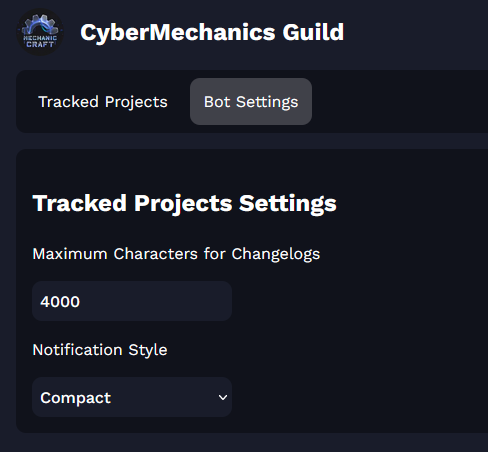 MECHANIC
CRAFT
CyberMechanics Guild
Tracked Projects
Bot Settings
Tracked Projects Settings
Maximum Characters for Changelogs
4000
Notification Style
Compact